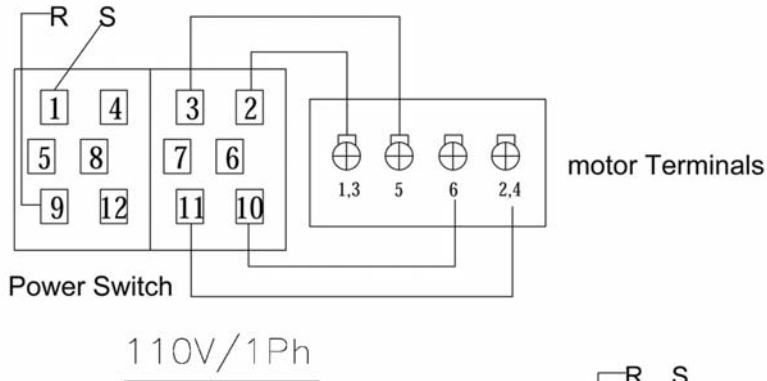 R S
1 4 3 2
5 8 7 6
9 12 11 10
1,3 5 6 2,4
motor Terminals
Power Switch
110V/1Ph
R S